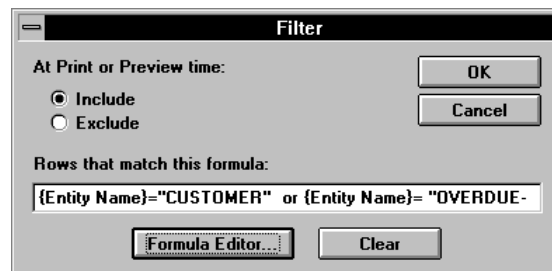 Filter
At Print or Preview time:
OK
Include
Cancel
Exclude
Rows that match this formula:
{Entity Name}="CUSTOMER"  or {Entity Name}= "OVERDUE-
Formula Editor... Clear